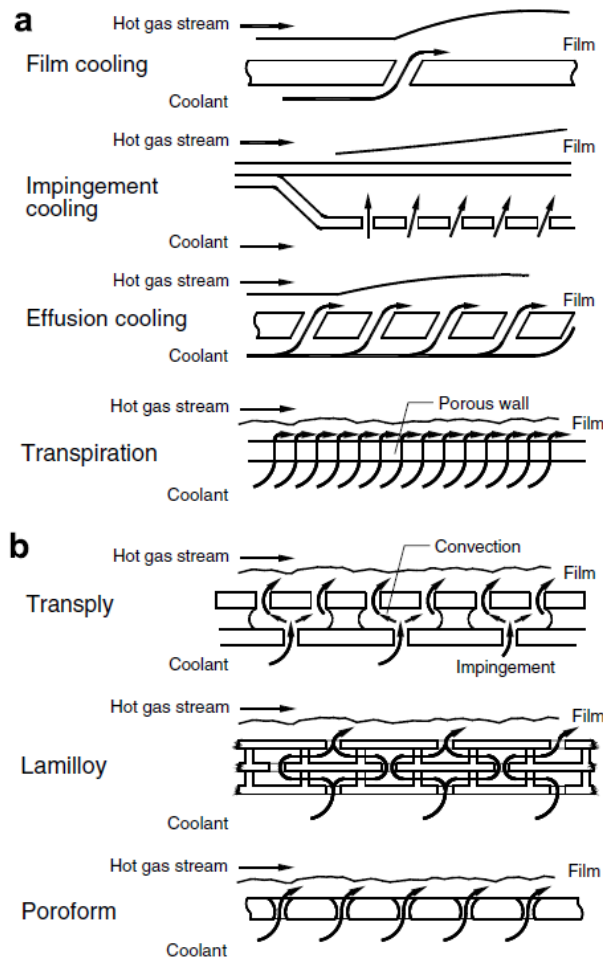 a
Hot gas stream
Film
Film cooling
Coolant
Hot gas stream
Film
Impingement
cooling
Coolant
Hot gas stream
Film
Effusion cooling
Coolant
Hot gas stream
Porous wall
Film
Transpiration
Coolant
b
Convection
Hot gas stream
Film
Transply
Coolant
Impingement
Hot gas stream
Film
Lamilloy
Coolant
Hot gas stream
Film
Poroform
Coolant